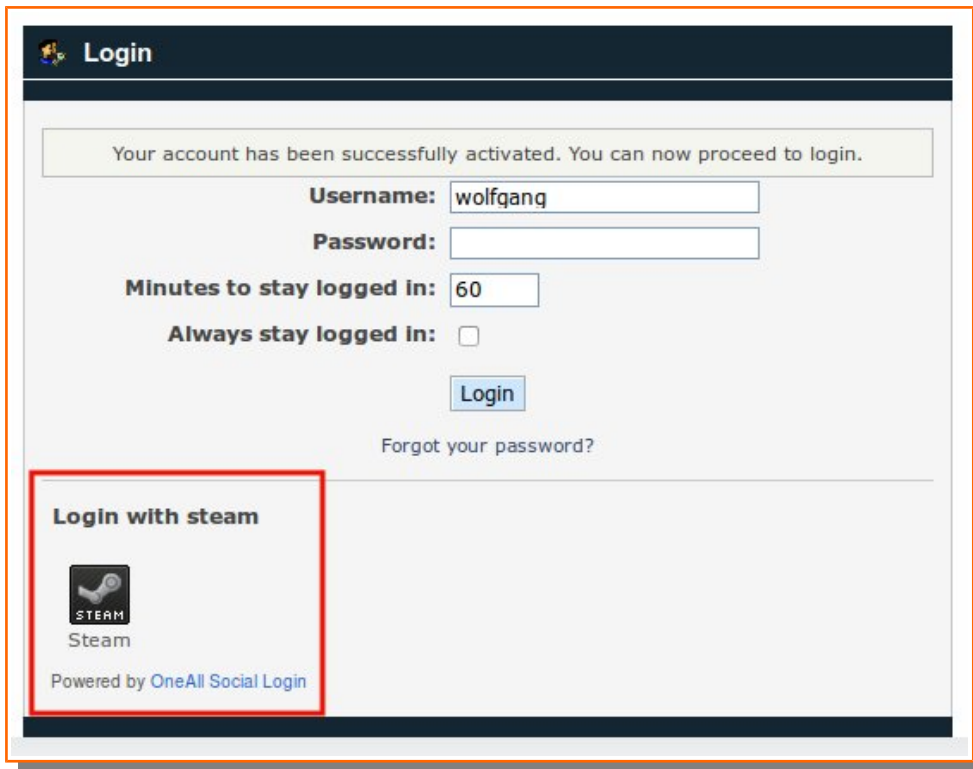 Login
Your account has been successfully activated. You can now proceed to login.
Username: wolfgang
Password:
Minutes to stay logged in: 60
Always stay logged in:
Login
Forgot your password?
Login with steam
STEAM
Steam
Powered by OneAll Social Login